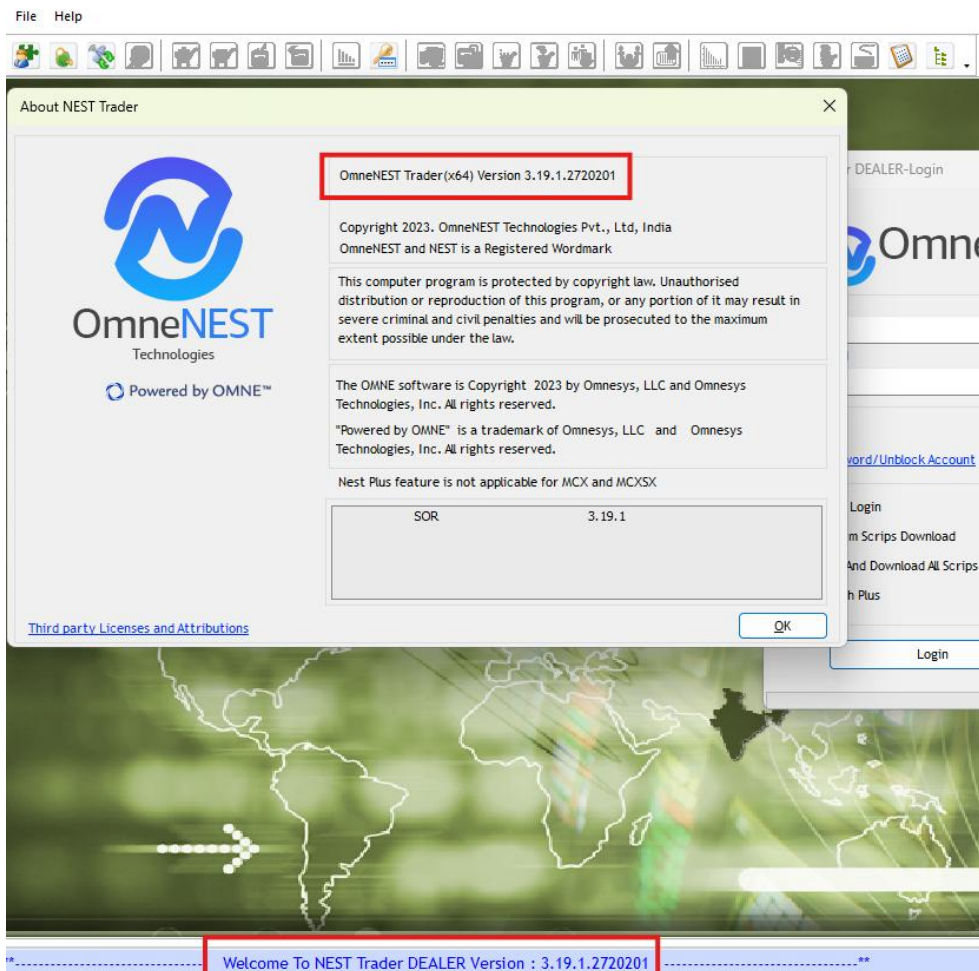 File Help
About NEST Trader
OmneNEST Trader(x64) Version 3.19.1.2720201
Copyright 2023. OmneNEST Technologies Pvt., Ltd, India
OmneNEST and NEST is a Registered Wordmark
This computer program is protected by copyright law. Unauthorised
distribution or reproduction of this program, or any portion of it may result in
severe criminal and civil penalties and will be prosecuted to the maximum
extent possible under the law.
OmneNEST
Technologies
Powered by OMNE™
The OMNE software is Copyright 2023 by Omnesys, LLC and Omnesys
Technologies, Inc. All rights reserved.
"Powered by OMNE" is a trademark of Omnesys, LLC and Omnesys
Technologies, Inc. All rights reserved.
Nest Plus feature is not applicable for MCX and MCXSX
SOR 3.19.1
Third party Licenses and Attributions
OK
r DEALER-Login
Omne
word/Unblock Account
Login
m Scrips Download
And Download All Scrips
h Plus
Login
**-------------------------- Welcome To NEST Trader DEALER Version : 3.19.1.2720201 --------------------------**